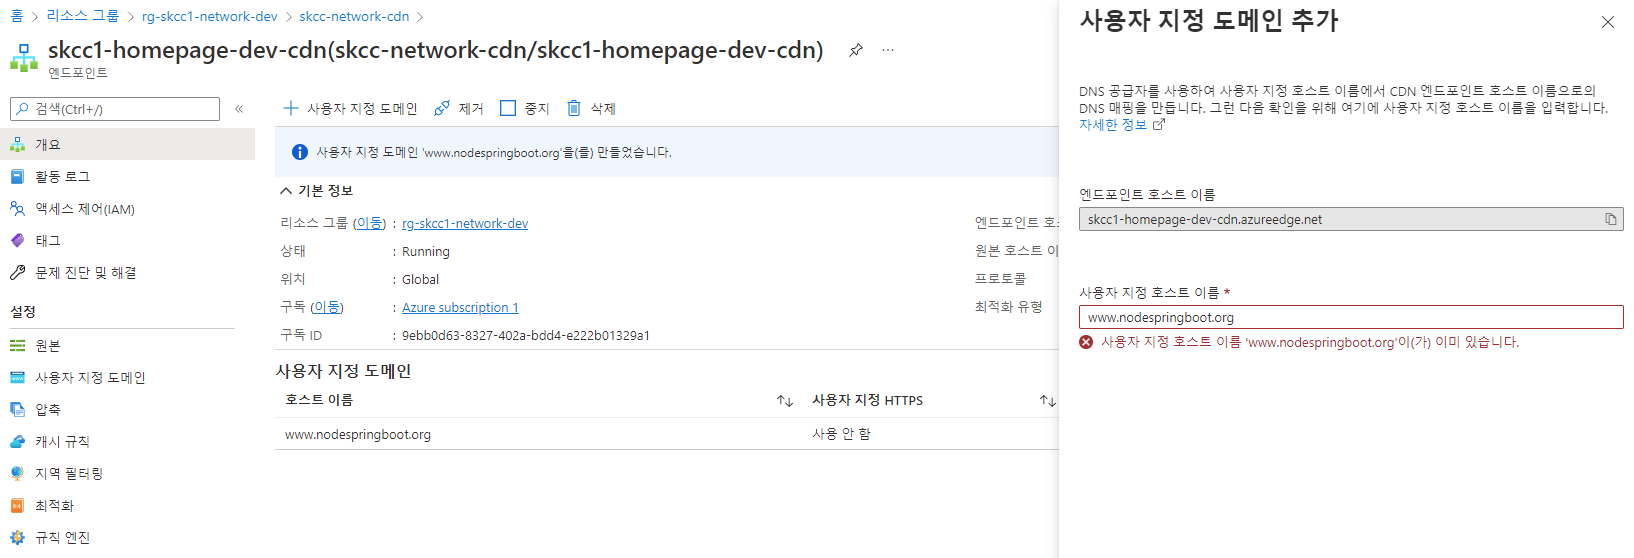 홈 > 리소스 그룹 > rg-skcc1-network-dev > skcc-network-cdn >
skcc1-homepage-dev-cdn(skcc-network-cdn/skcc1-homepage-dev-cdn)
엔드포인트
검색(Ctrl+/)
개요
활동 로그
액세스 제어(IAM)
태그
문제 진단 및 해결
설정
원본
사용자 지정 도메인
압축
캐시 규칙
지역 필터링
최적화
규칙 엔진
사용자 지정 도메인 제거 중지 삭제
사용자 지정 도메인 'www.nodespringboot.org'을(를) 만들었습니다.
기본 정보
리소스 그룹 (이동) : rg-skcc1-network-dev
상태 : Running
위치 : Global
구독 (이동) : Azure subscription 1
구독 ID : 9ebb0d63-8327-402a-bdd4-e222b01329a1
엔드포인트 호스
원본 호스트 이
프로토콜
최적화 유형
사용자 지정 도메인
호스트 이름 사용자 지정 HTTPS
www.nodespringboot.org 사용 안 함
사용자 지정 도메인 추가
DNS 공급자를 사용하여 사용자 지정 호스트 이름에서 CDN 엔드포인트 호스트 이름으로의
DNS 매핑을 만듭니다. 그런 다음 확인을 위해 여기에 사용자 지정 호스트 이름을 입력합니다.
자세한 정보
엔드포인트 호스트 이름
skcc1-homepage-dev-cdn.azureedge.net
사용자 지정 호스트 이름 *
www.nodespringboot.org
사용자 지정 호스트 이름 'www.nodespringboot.org'이(가) 이미 있습니다.